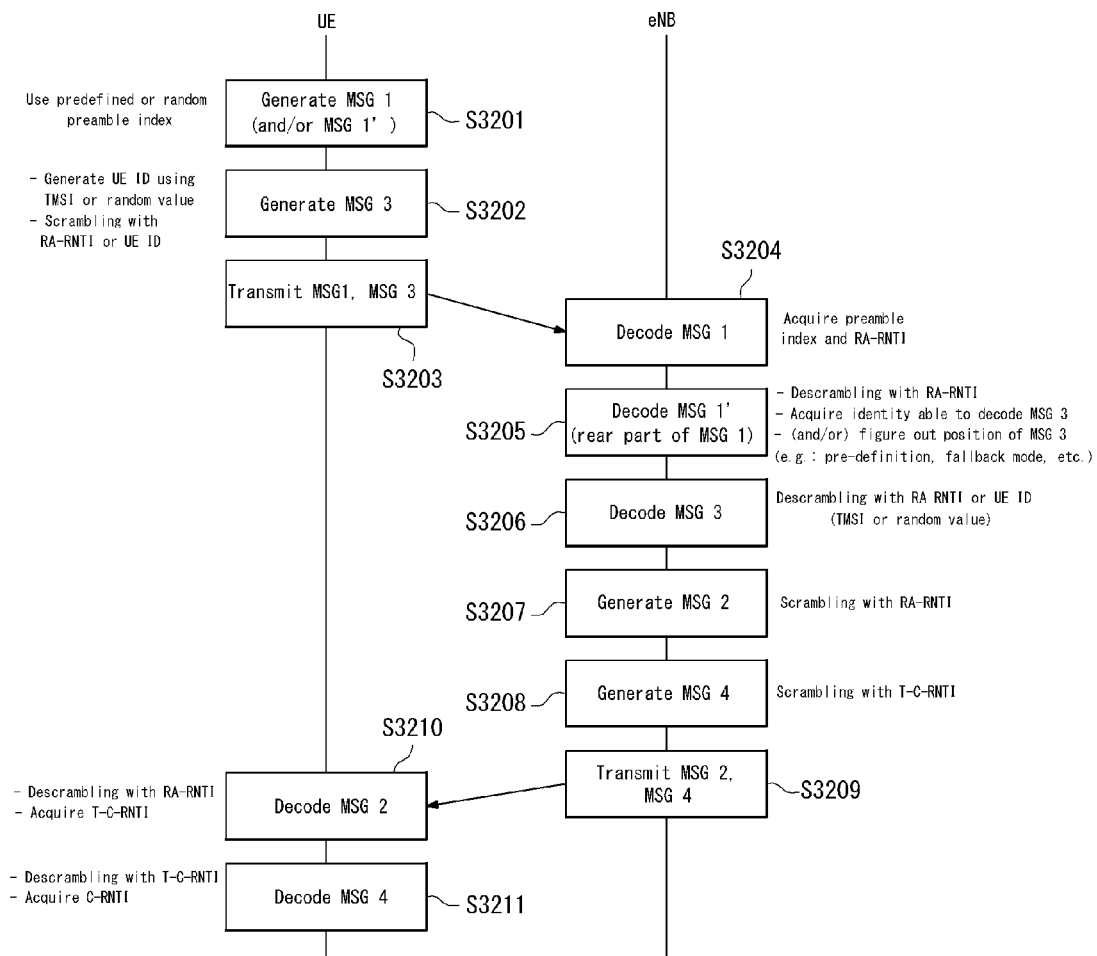 UE
eNB
Use predefined or random
preamble index
Generate MSG 1
(and/or MSG 1' )
S3201
- Generate UE ID using
TMSI or random value
- Scrambling with
RA-RNTI or UE ID
Generate MSG 3
S3202
Transmit MSG1, MSG 3
S3203
S3204
Decode MSG 1
Acquire preamble
index and RA-RNTI
S3205
Decode MSG 1'
(rear part of MSG 1)
- Descrambling with RA-RNTI
- Acquire identity able to decode MSG 3
- (and/or) figure out position of MSG 3
(e.g.: pre-definition, fallback mode, etc.)
S3206
Decode MSG 3
Descrambling with RA RNTI or UE ID
(TMSI or random value)
S3207
Generate MSG 2
Scrambling with RA-RNTI
S3208
Generate MSG 4
Scrambling with T-C-RNTI
Transmit MSG 2,
MSG 4
S3209
S3210
- Descrambling with RA-RNTI
- Acquire T-C-RNTI
Decode MSG 2
- Descrambling with T-C-RNTI
- Acquire C-RNTI
Decode MSG 4
S3211